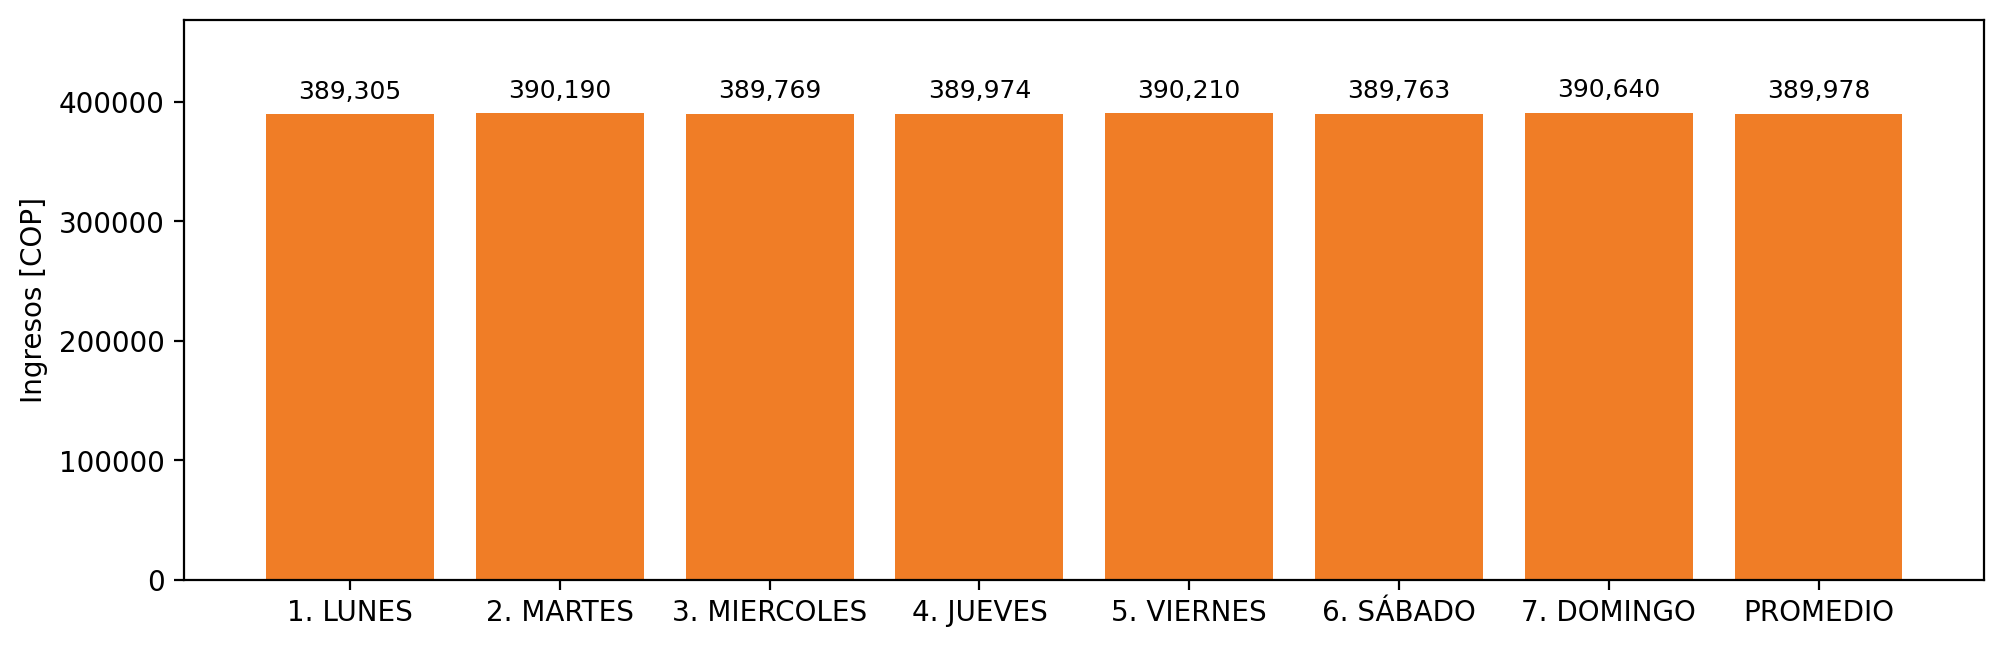 389,305 390,190 389,769 389,974 390,210 389,763 390,640 389,978
400000
300000
200000
100000
0
Ingresos [COP]
1. LUNES 2. MARTES 3. MIERCOLES 4. JUEVES 5. VIERNES 6. SÁBADO 7. DOMINGO PROMEDIO